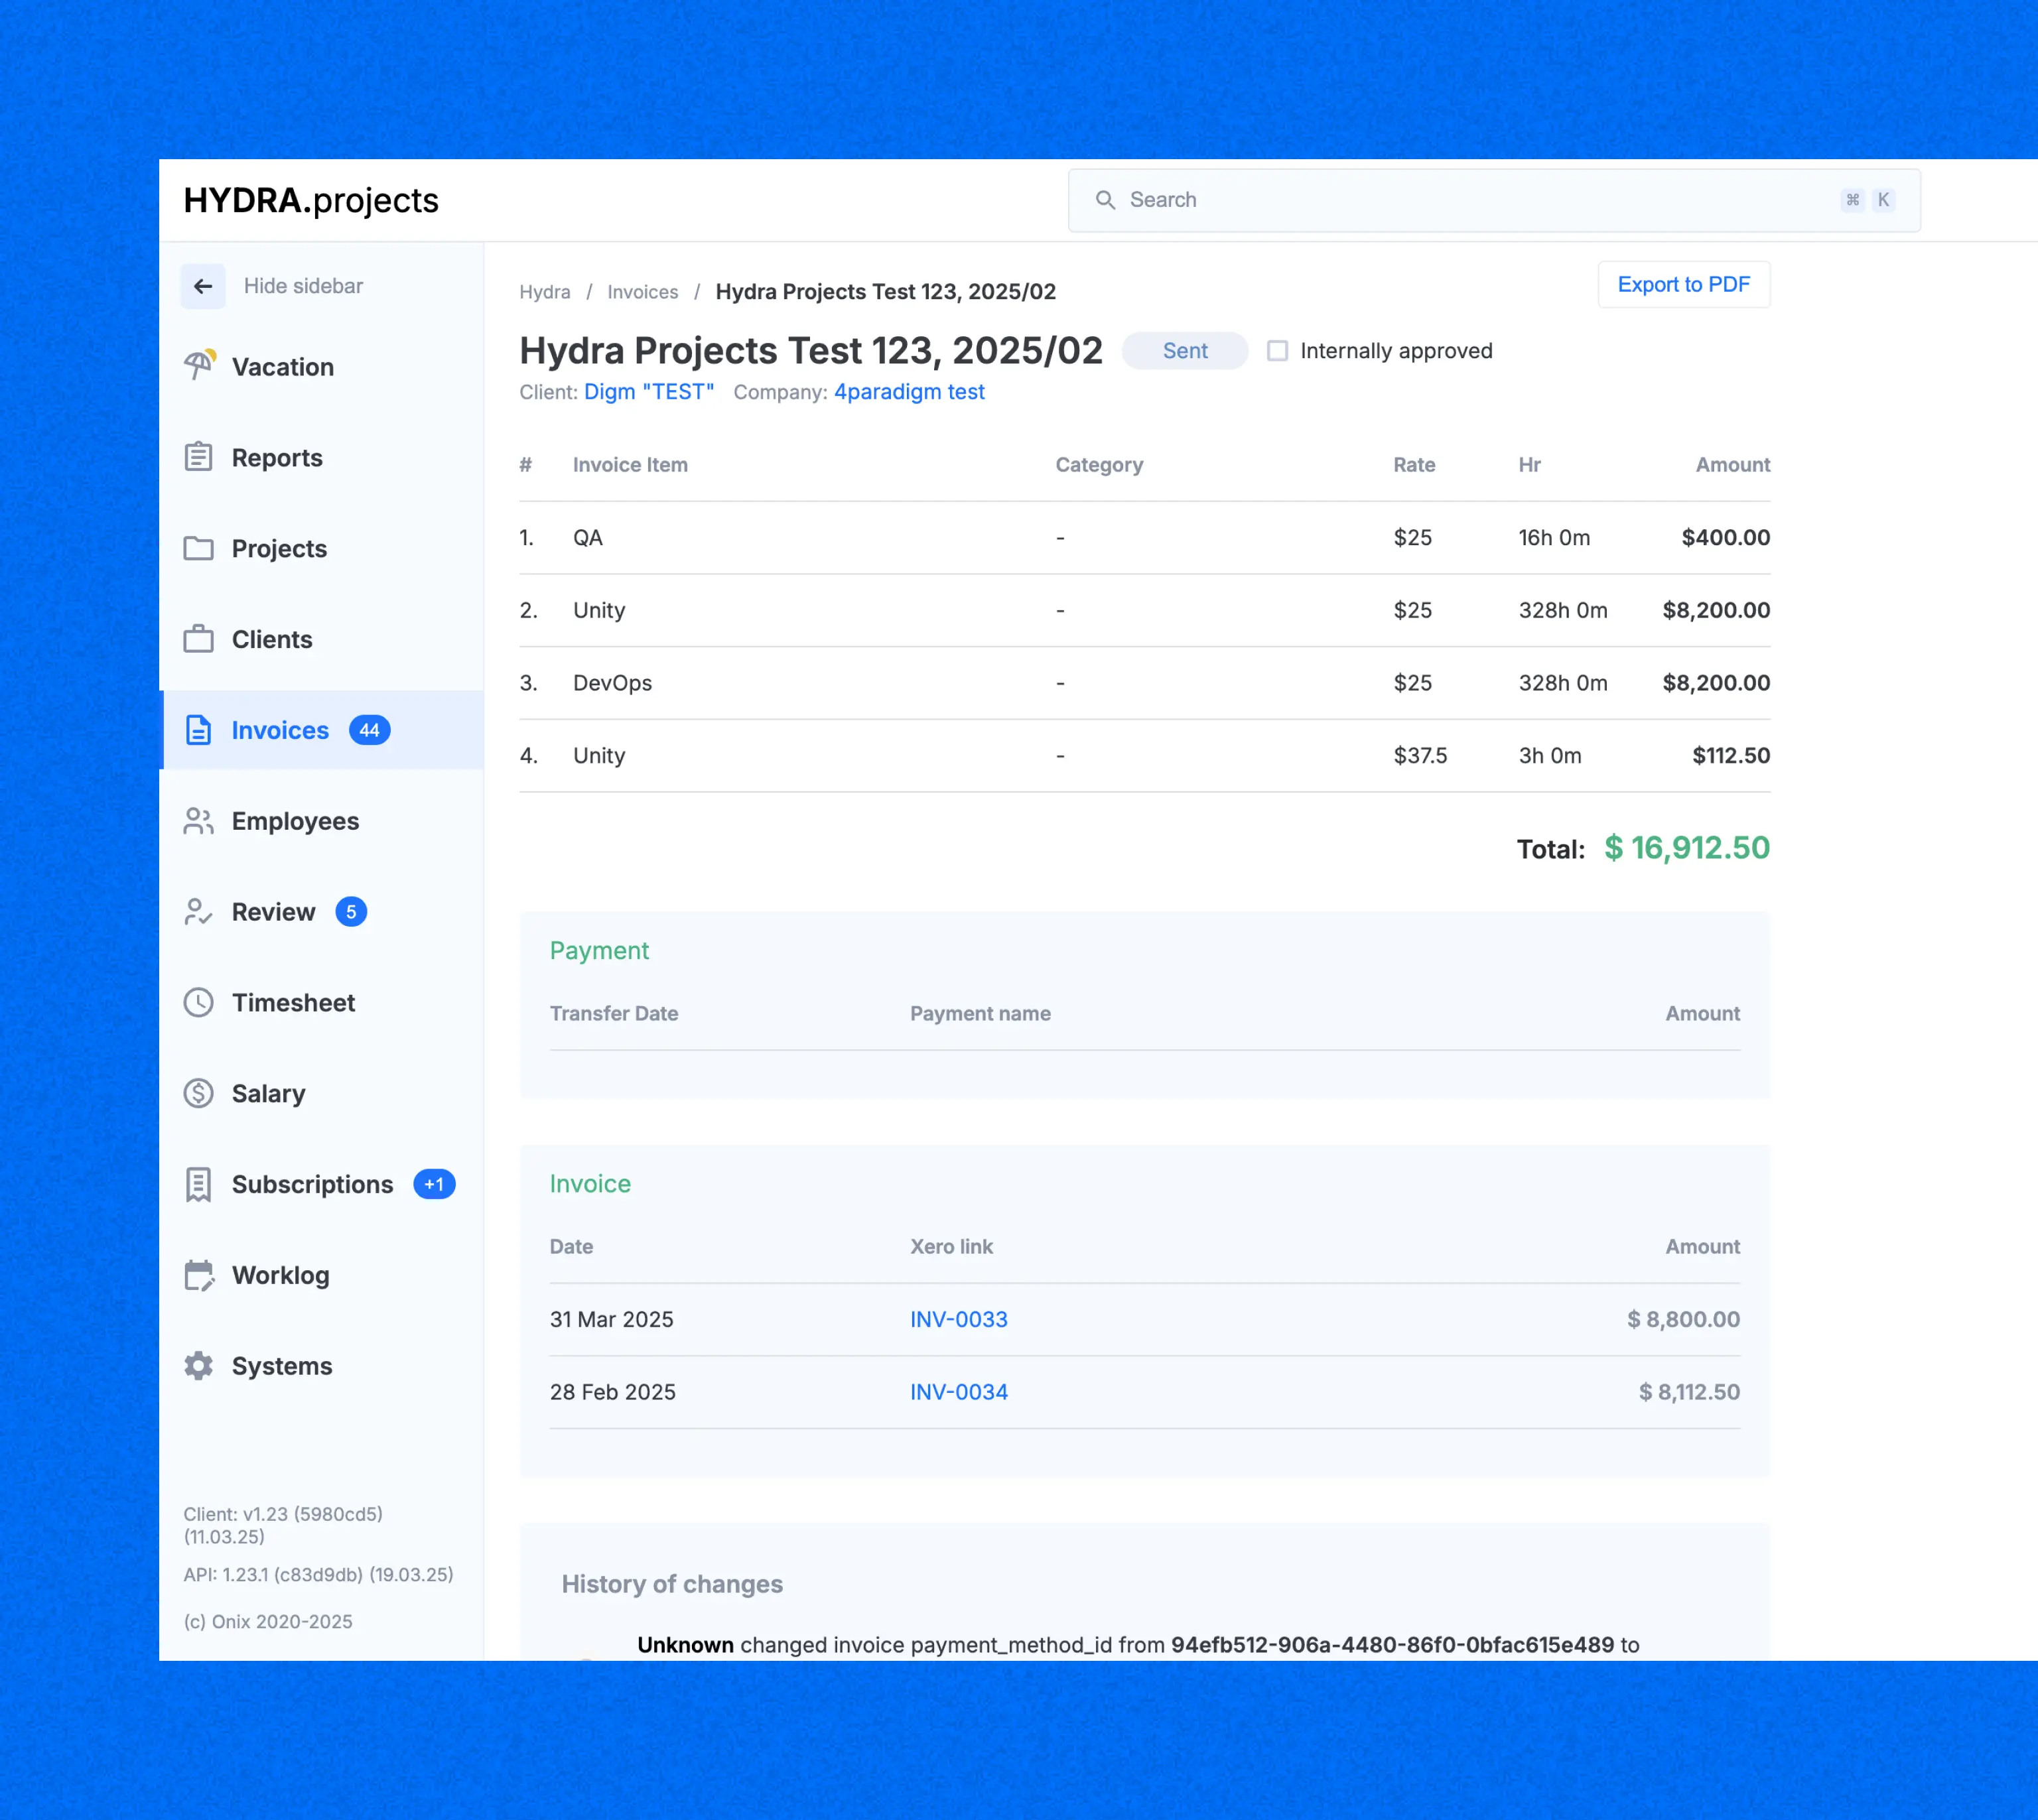 HYDRA.projects
Search ⌘ K
Hide sidebar
Vacation
Reports
Projects
Clients
Invoices 44
Employees
Review 5
Timesheet
Salary
Subscriptions +1
Worklog
Systems
Client: v1.23 (5980cd5)
(11.03.25)
API: 1.23.1 (c83d9db) (19.03.25)
(c) Onix 2020-2025
Hydra / Invoices / Hydra Projects Test 123, 2025/02
Export to PDF
Hydra Projects Test 123, 2025/02 Sent Internally approved
Client: Digm "TEST" Company: 4paradigm test
# Invoice Item Category Rate Hr Amount
1. QA - $25 16h 0m $400.00
2. Unity - $25 328h 0m $8,200.00
3. DevOps - $25 328h 0m $8,200.00
4. Unity - $37.5 3h 0m $112.50
Total: $ 16,912.50
Payment
Transfer Date Payment name Amount
Invoice
Date Xero link Amount
31 Mar 2025 INV-0033 $ 8,800.00
28 Feb 2025 INV-0034 $ 8,112.50
History of changes
Unknown changed invoice payment_method_id from 94efb512-906a-4480-86f0-0bfac615e489 to